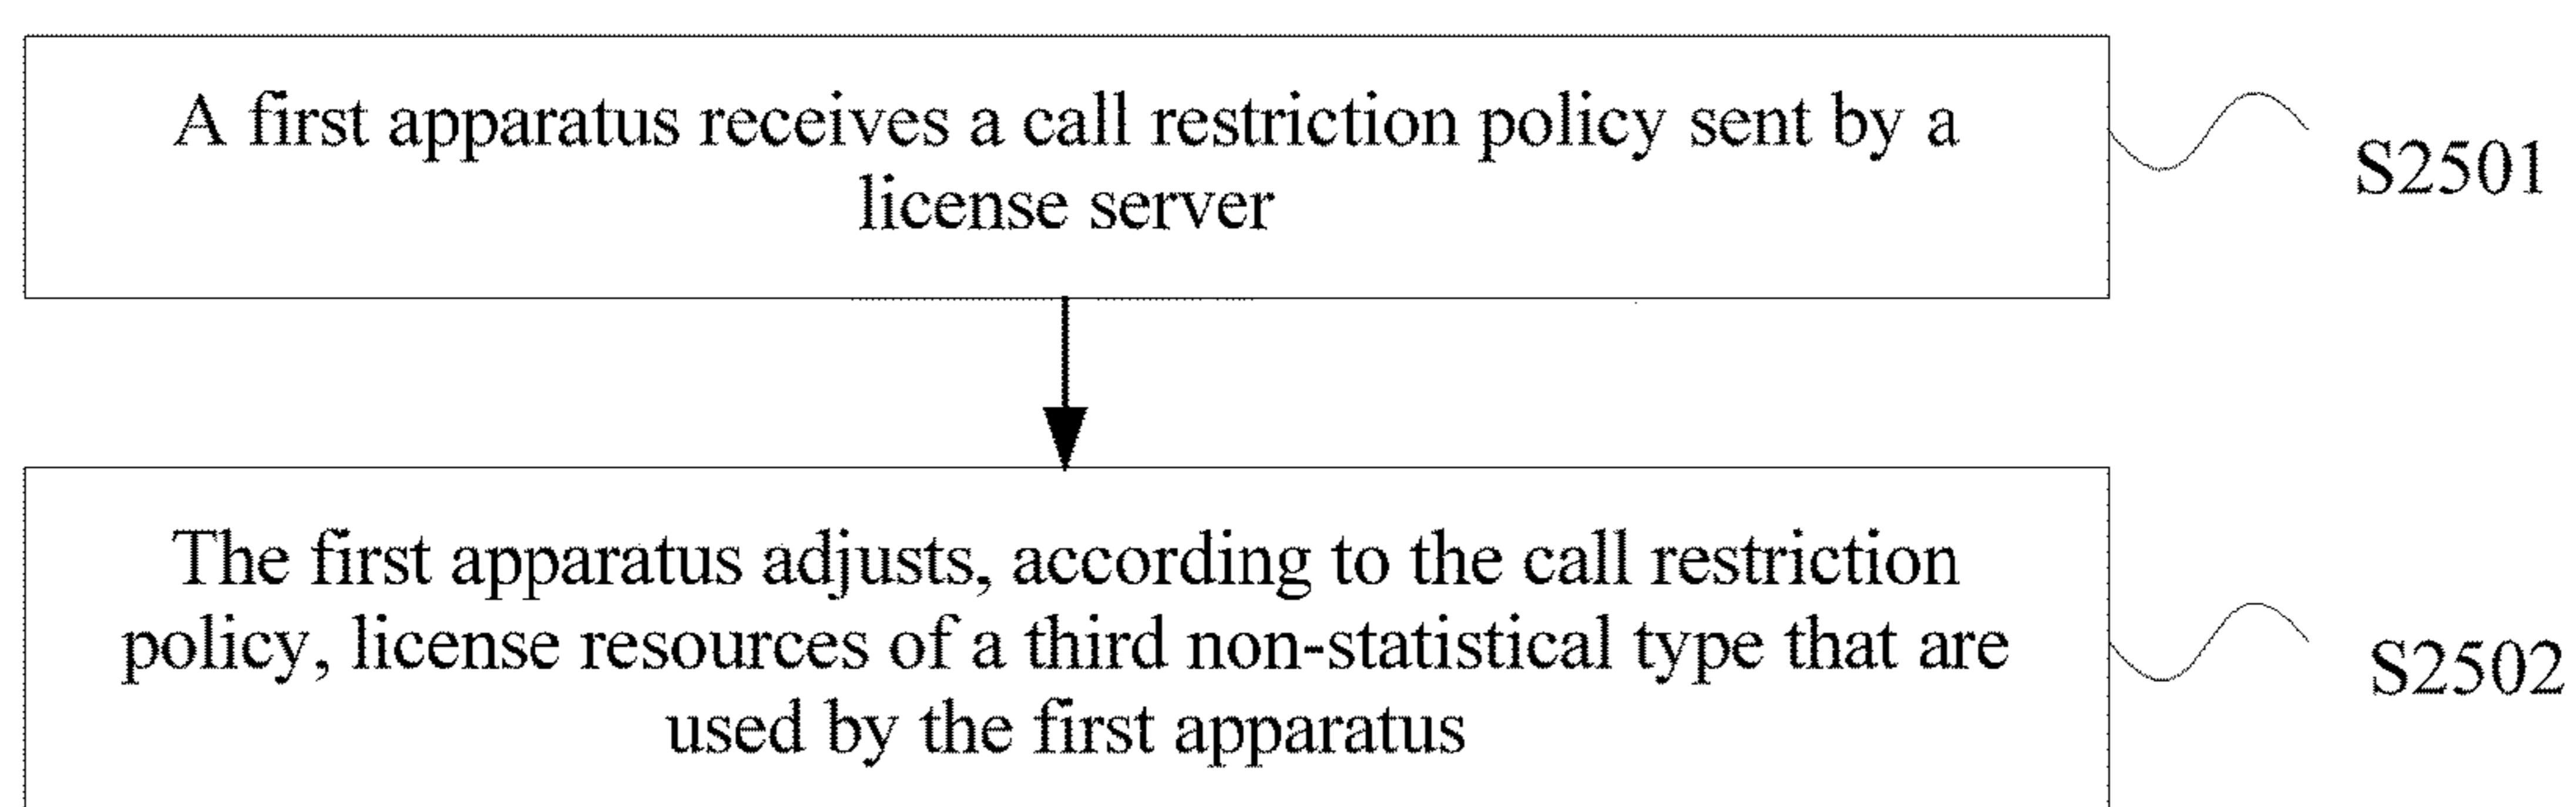 A first apparatus receives a call restriction policy sent by a
license server
S2501
The first apparatus adjusts, according to the call restriction
policy, license resources of a third non-statistical type that are
used by the first apparatus
S2502